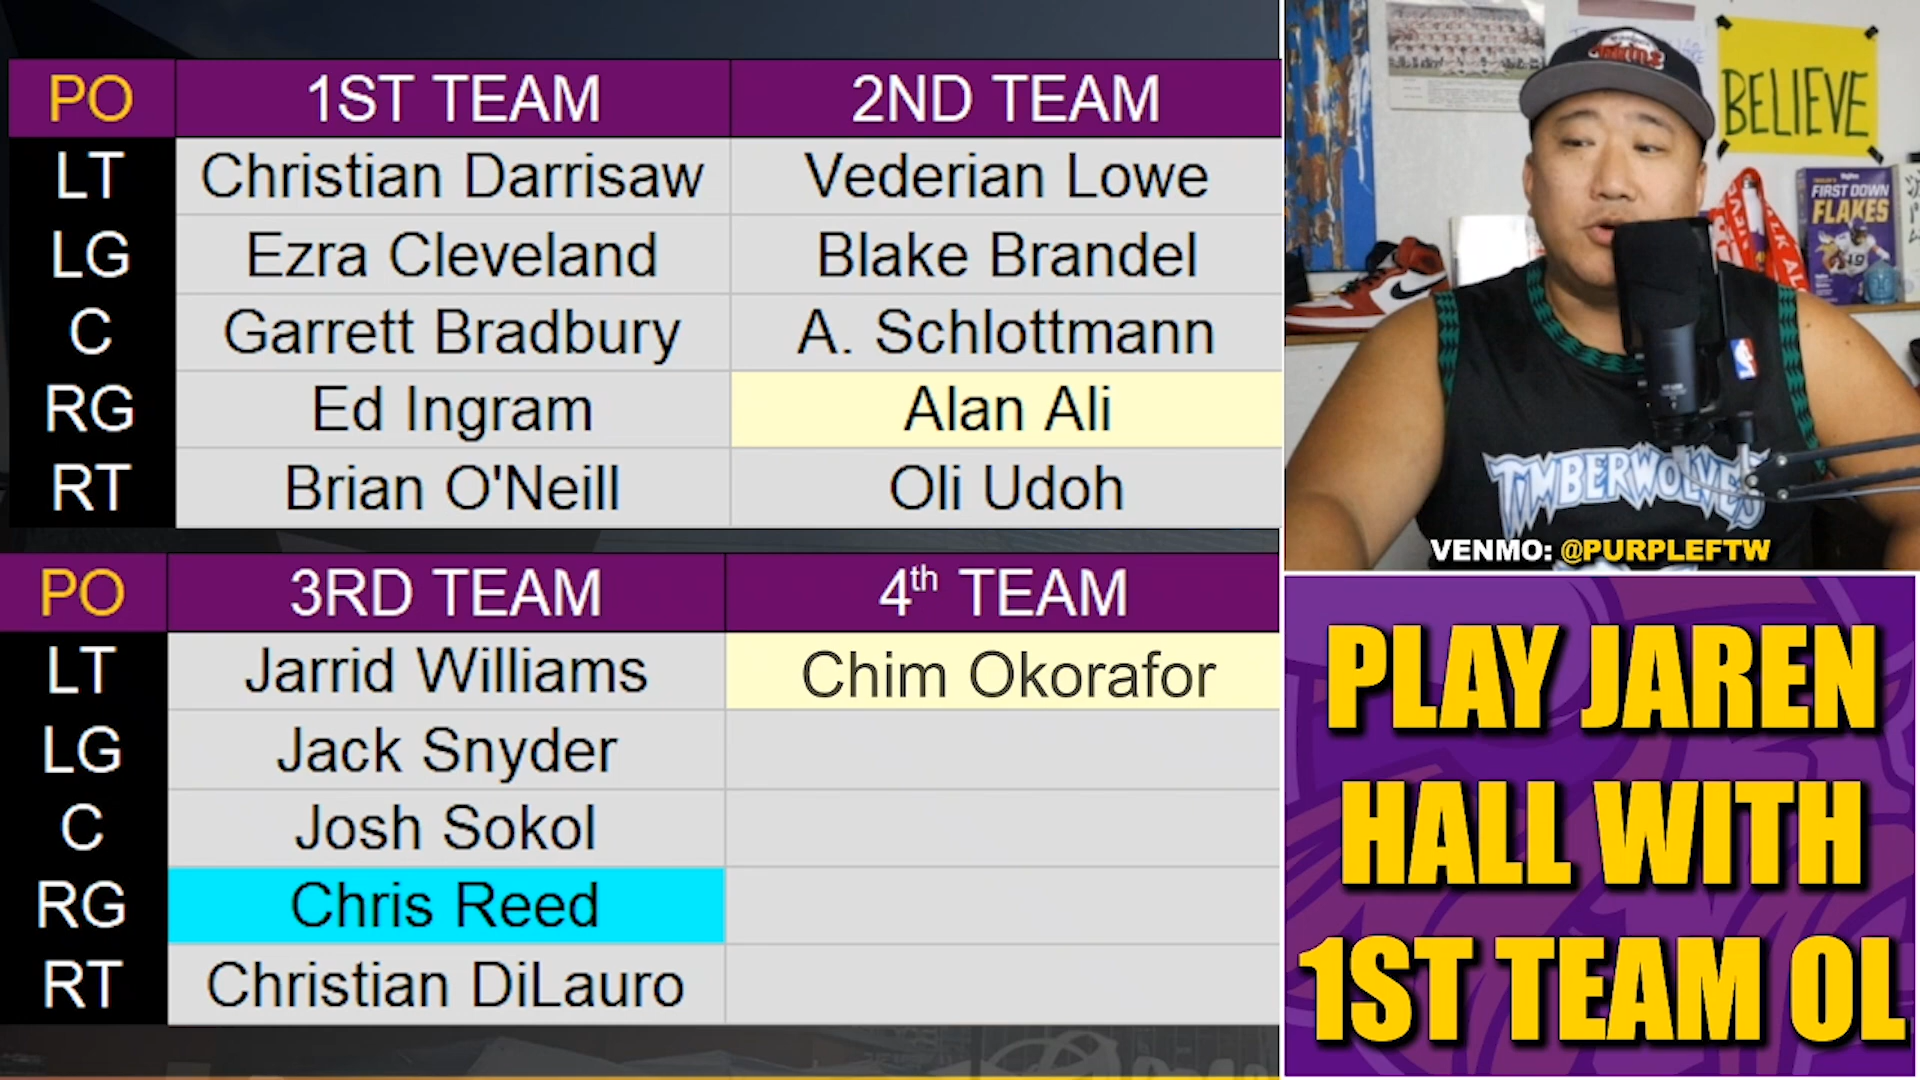 PO 1ST TEAM 2ND TEAM
LT Christian Darrisaw Vederian Lowe
LG Ezra Cleveland Blake Brandel
C Garrett Bradbury A. Schlottmann
RG Ed Ingram Alan Ali
RT Brian O'Neill Oli Udoh
PO 3RD TEAM 4th TEAM
LT Jarrid Williams Chim Okorafor
LG Jack Snyder
C Josh Sokol
RG Chris Reed
RT Christian DiLauro
BELIEVE
FIRST DOWN
FLAKES
19
TIMBERWOLVES
VENMO: @PURPLEFTW
PLAY JAREN
HALL WITH
1ST TEAM OL